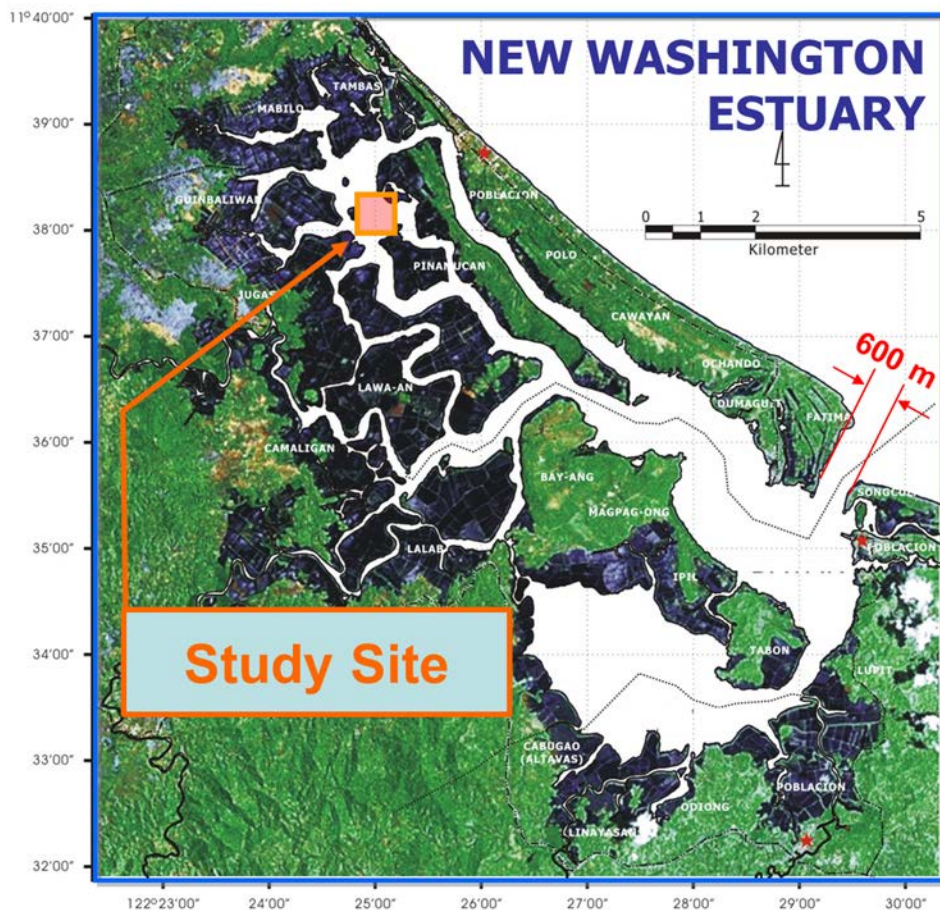 11°40'00"
NEW WASHINGTON
ESTUARY
TAMBAS
MABILO
39'00"
POBLACION
GUINBALIWAN
0 1 2 5
38'00"
Kilometer
PINAMUCAN
POLO
JUGAS
CAWAYAN
37'00"
600 m
OCHANDO
LAWA-AN
DUMAGUIT
FATIMA
36'00"
CAMALIGAN
BAY-ANG
MAGPAG-ONG
SONGCULAN
35'00"
LALAB
POBLACION
IPIL
Study Site
34'00"
TABON
LUPIT
33'00"
CABUGAO
(ALTAVAS)
POBLACION
ODIONG
LINAYASAN
32'00"
122°23'00" 24'00" 25'00" 26'00" 27'00" 28'00" 29'00" 30'00"